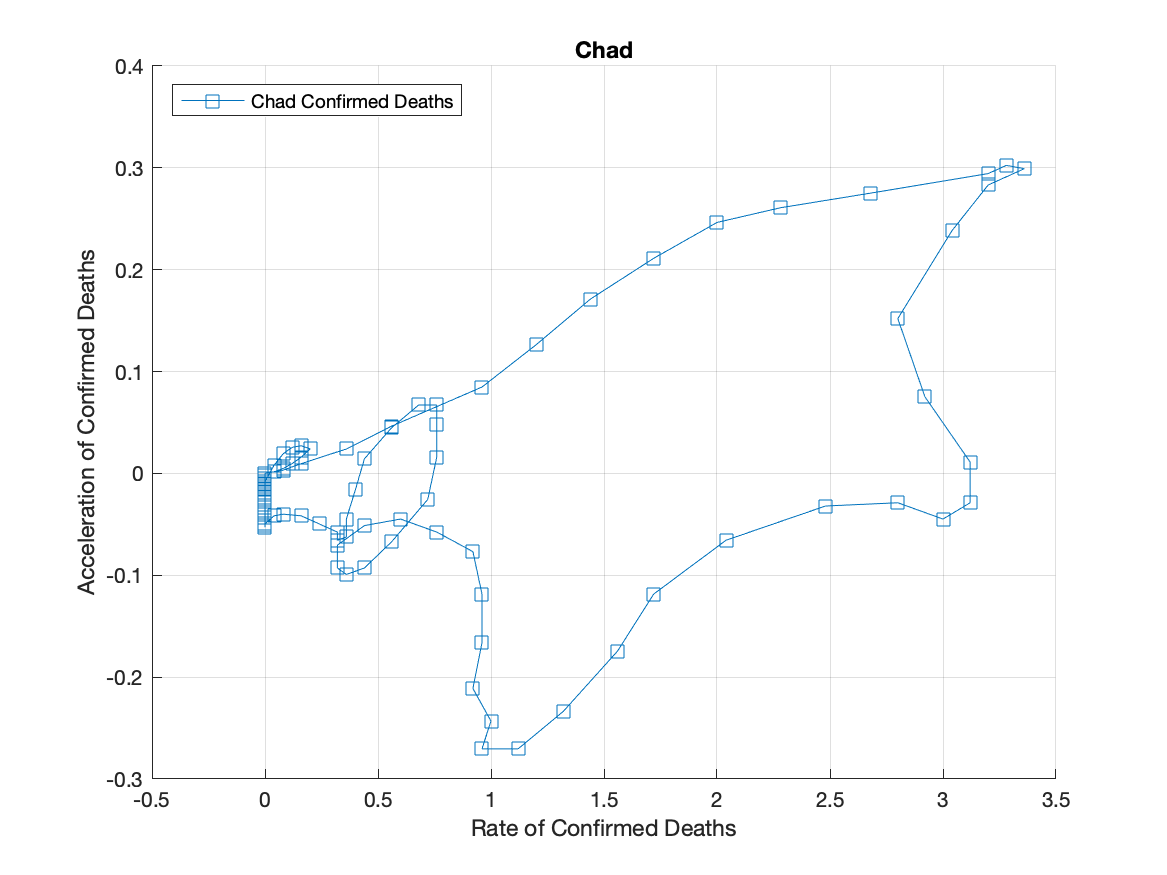 Chad
Chad Confirmed Deaths
0.4
0.3
0.2
0.1
0
-0.1
-0.2
-0.3
Acceleration of Confirmed Deaths
-0.5 0 0.5 1 1.5 2 2.5 3 3.5
Rate of Confirmed Deaths